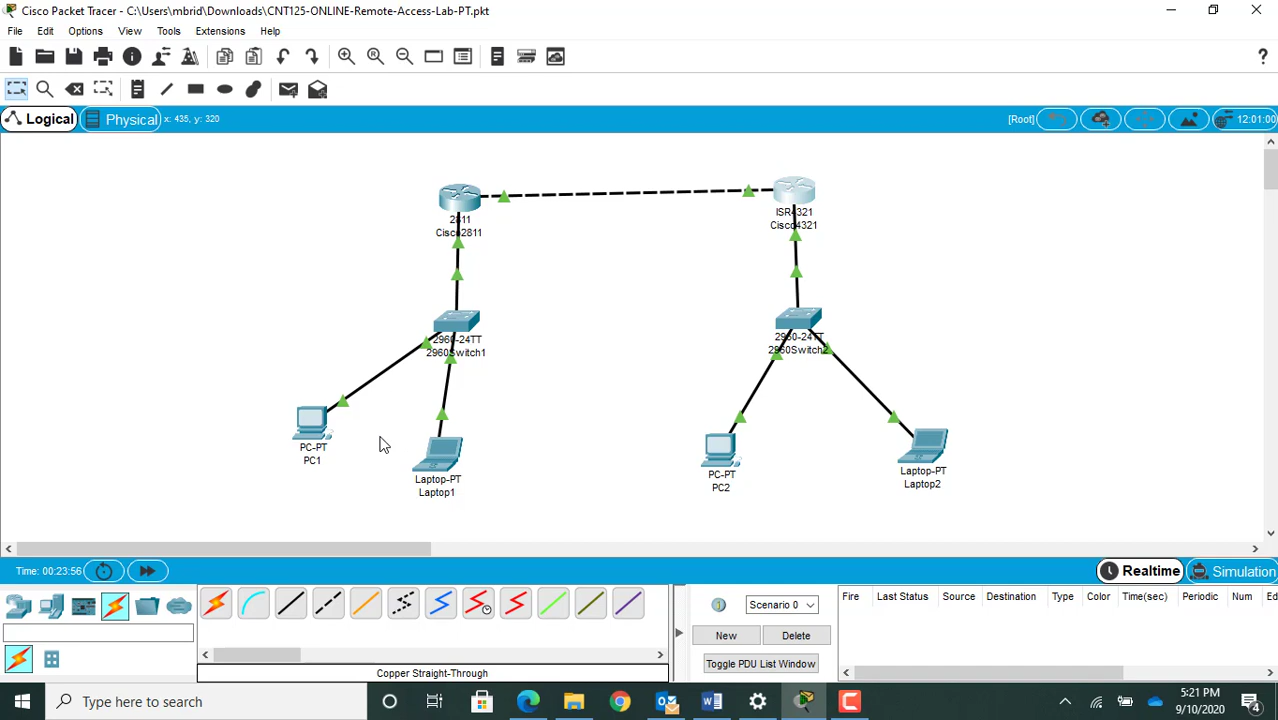 Cisco Packet Tracer - C:\Users\mbrid\Downloads\CNT125-ONLINE-Remote-Access-Lab-PT.pkt
File Edit Options View Tools Extensions Help
Logical Physical x: 435, y: 320 [Root] 12:01:00
2811
Cisco2811
ISR4321
Cisco4321
2960-24TT
2960Switch1
2960-24TT
2960Switch2
PC-PT
PC1
Laptop-PT
Laptop1
PC-PT
PC2
Laptop-PT
Laptop2
Time: 00:23:56 Realtime Simulation
Scenario 0
New Delete
Toggle PDU List Window
Fire Last Status Source Destination Type Color Time(sec) Periodic Num Ed
Copper Straight-Through
Type here to search
5:21 PM
9/10/2020
4